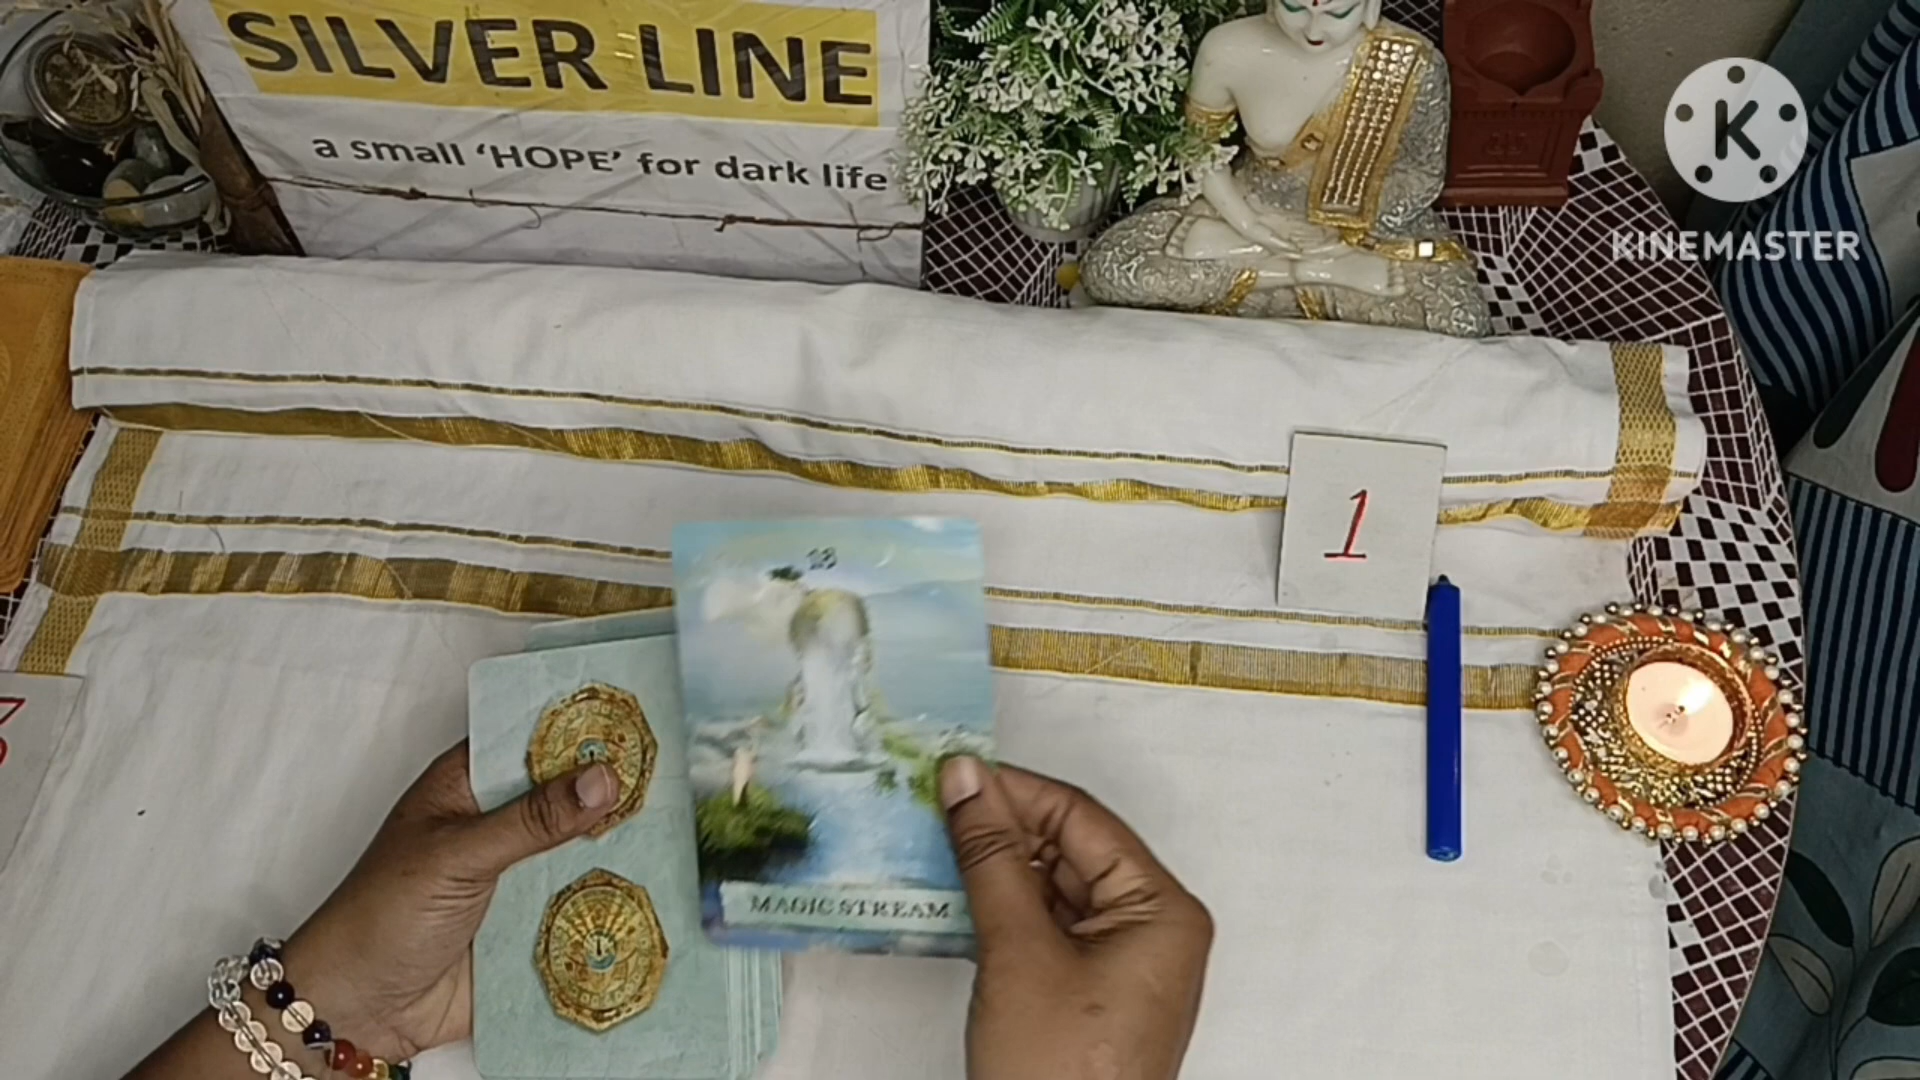 SILVER LINE
a small ‘HOPE’ for dark life
K
KINEMASTER
1
MAGIC STREAM